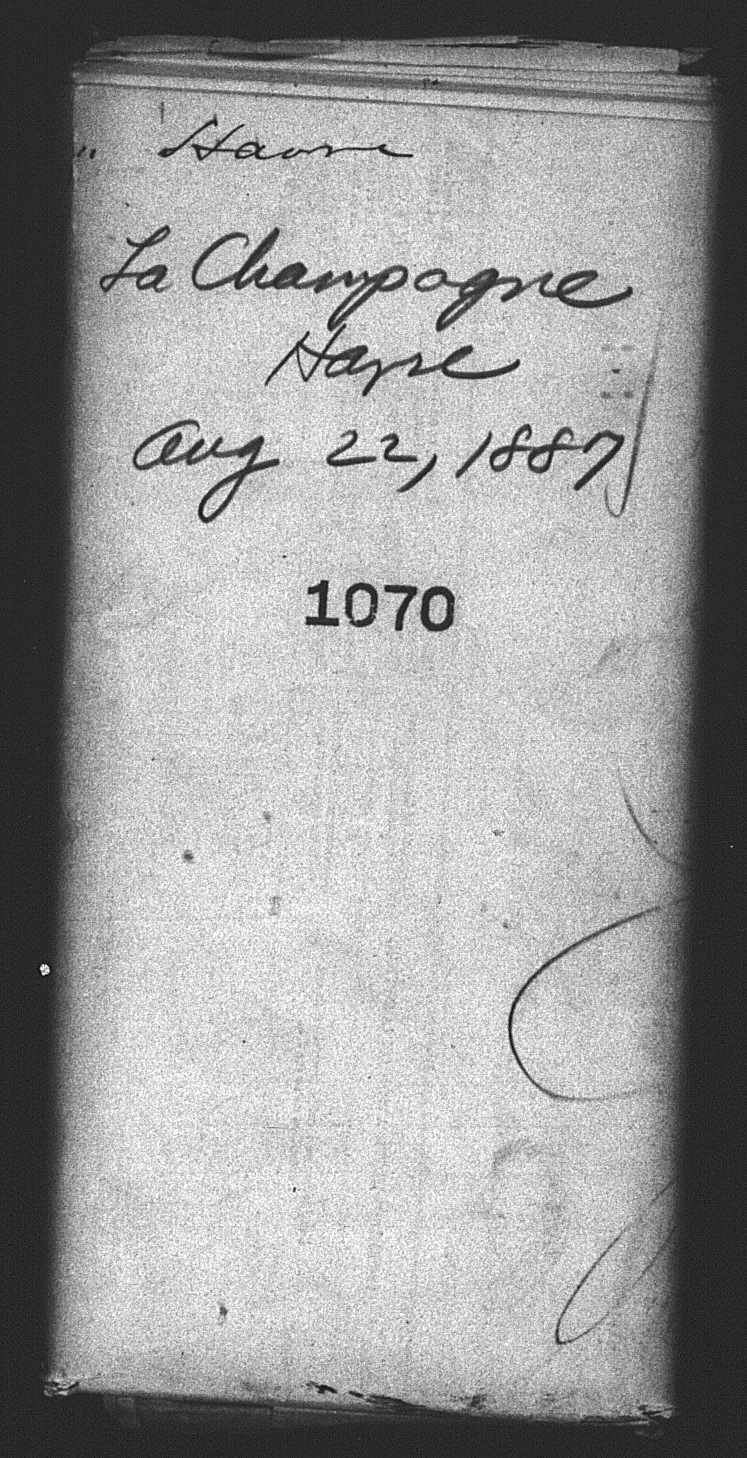 " Havre
La Champagne
Havre
Aug 22, 1887
1070